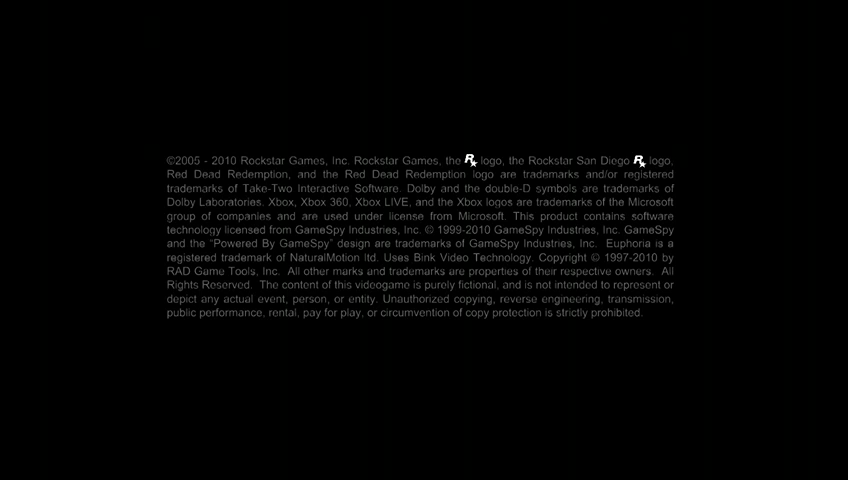 ©2005 - 2010 Rockstar Games, Inc. Rockstar Games, the R★ logo, the Rockstar San Diego R★ logo,
Red Dead Redemption, and the Red Dead Redemption logo are trademarks and/or registered
trademarks of Take-Two Interactive Software. Dolby and the double-D symbols are trademarks of
Dolby Laboratories. Xbox, Xbox 360, Xbox LIVE, and the Xbox logos are trademarks of the Microsoft
group of companies and are used under license from Microsoft. This product contains software
technology licensed from GameSpy Industries, Inc. © 1999-2010 GameSpy Industries, Inc. GameSpy
and the “Powered By GameSpy” design are trademarks of GameSpy Industries, Inc. Euphoria is a
registered trademark of NaturalMotion ltd. Uses Bink Video Technology. Copyright © 1997-2010 by
RAD Game Tools, Inc. All other marks and trademarks are properties of their respective owners. All
Rights Reserved. The content of this videogame is purely fictional, and is not intended to represent or
depict any actual event, person, or entity. Unauthorized copying, reverse engineering, transmission,
public performance, rental, pay for play, or circumvention of copy protection is strictly prohibited.